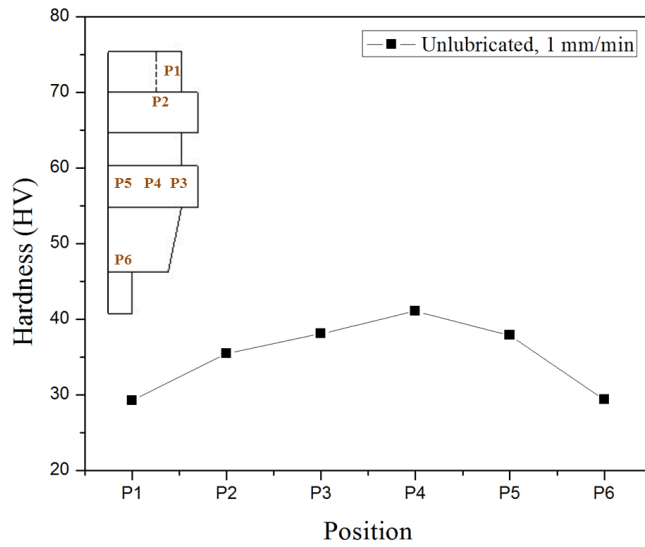 80
70
60
50
40
30
20
Hardness (HV)
Unlubricated, 1 mm/min
P1
P2
P5 P4 P3
P6
P1 P2 P3 P4 P5 P6
Position